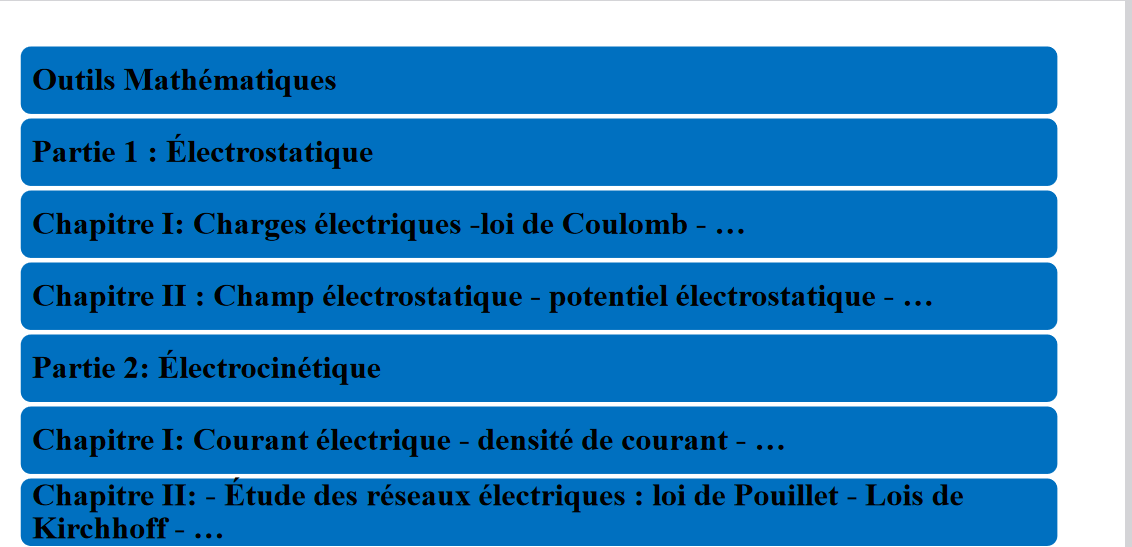 Outils Mathématiques
Partie 1 : Électrostatique
Chapitre I: Charges électriques -loi de Coulomb - …
Chapitre II : Champ électrostatique - potentiel électrostatique - …
Partie 2: Électrocinétique
Chapitre I: Courant électrique - densité de courant - …
Chapitre II: - Étude des réseaux électriques : loi de Pouillet - Lois de
Kirchhoff - …